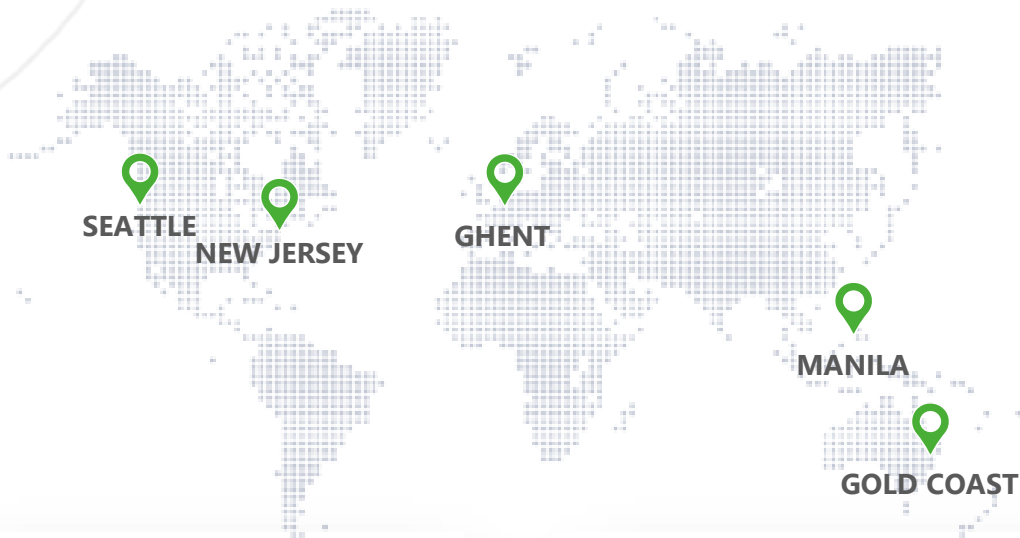 SEATTLE
NEW JERSEY
GHENT
MANILA
GOLD COAST